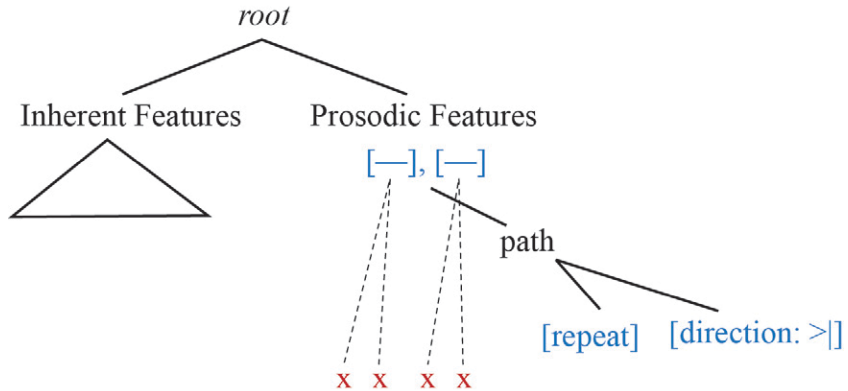 root
Inherent Features Prosodic Features
[—], [—]
path
[repeat] [direction: >|]
x x x x